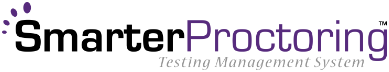 SmarterProctoring™
Testing Management System